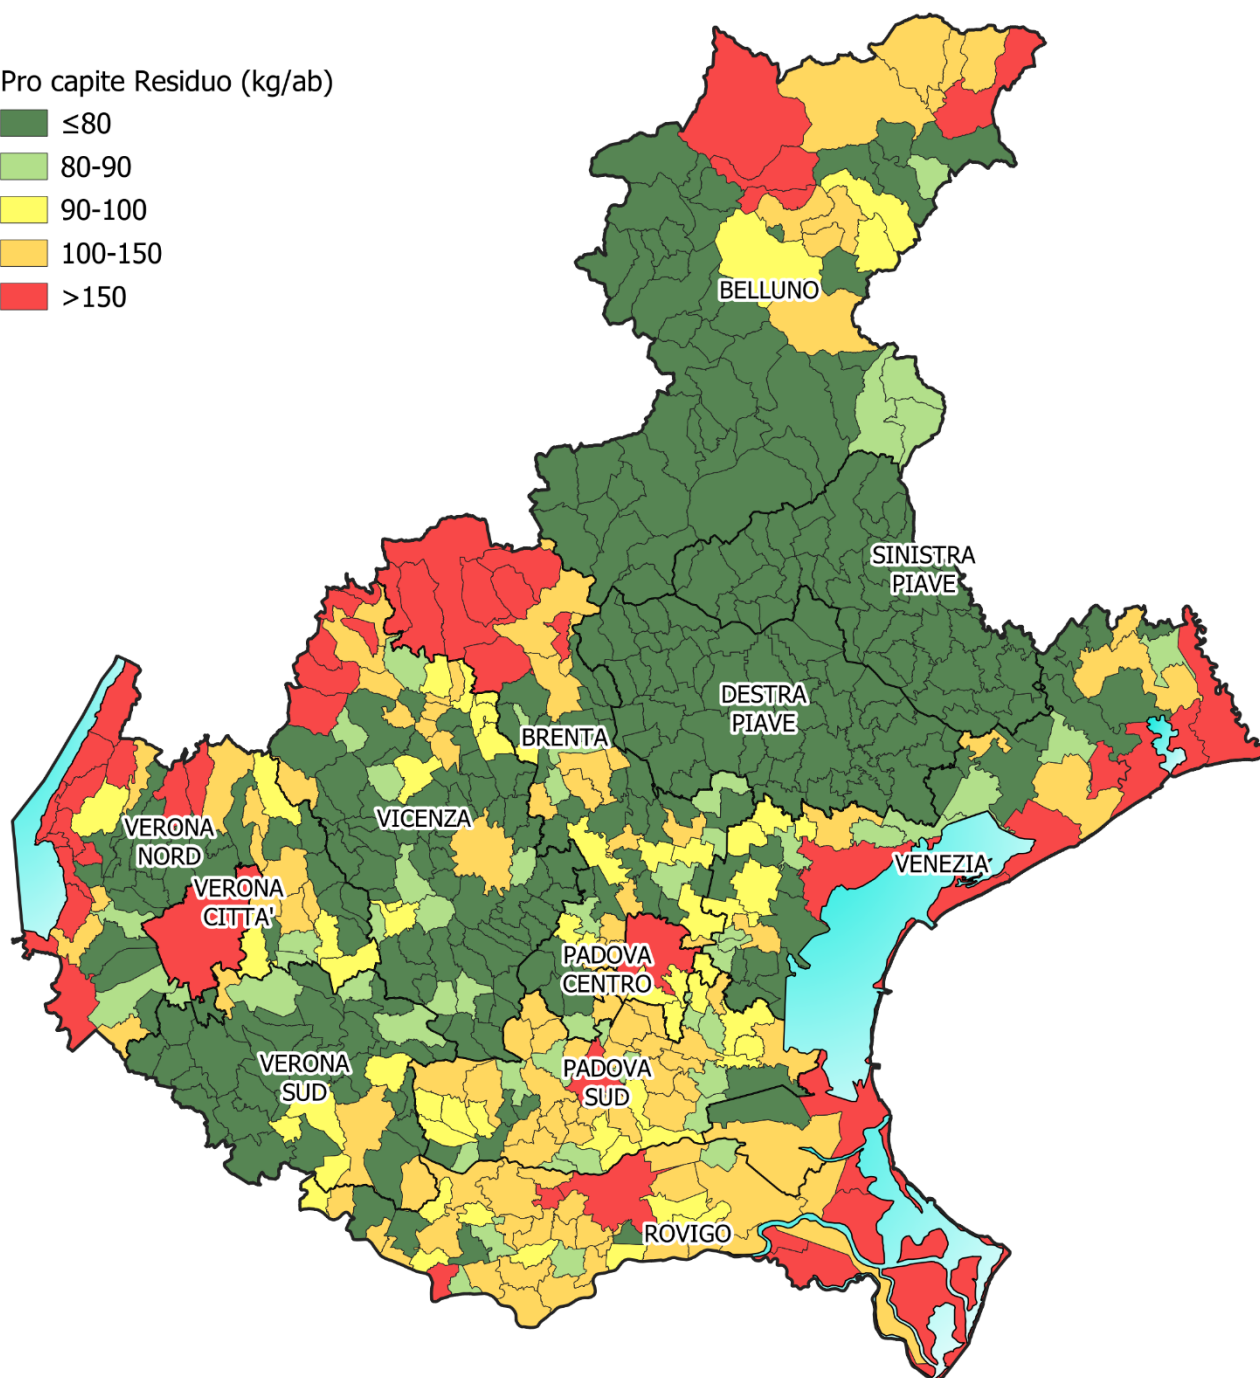 Pro capite Residuo (kg/ab)
≤80
80-90
90-100
100-150
>150
BELLUNO
SINISTRA
PIAVE
DESTRA
PIAVE
BRENTA
VICENZA
VERONA
NORD
VENEZIA
VERONA
CITTA'
PADOVA
CENTRO
VERONA
SUD
PADOVA
SUD
ROVIGO